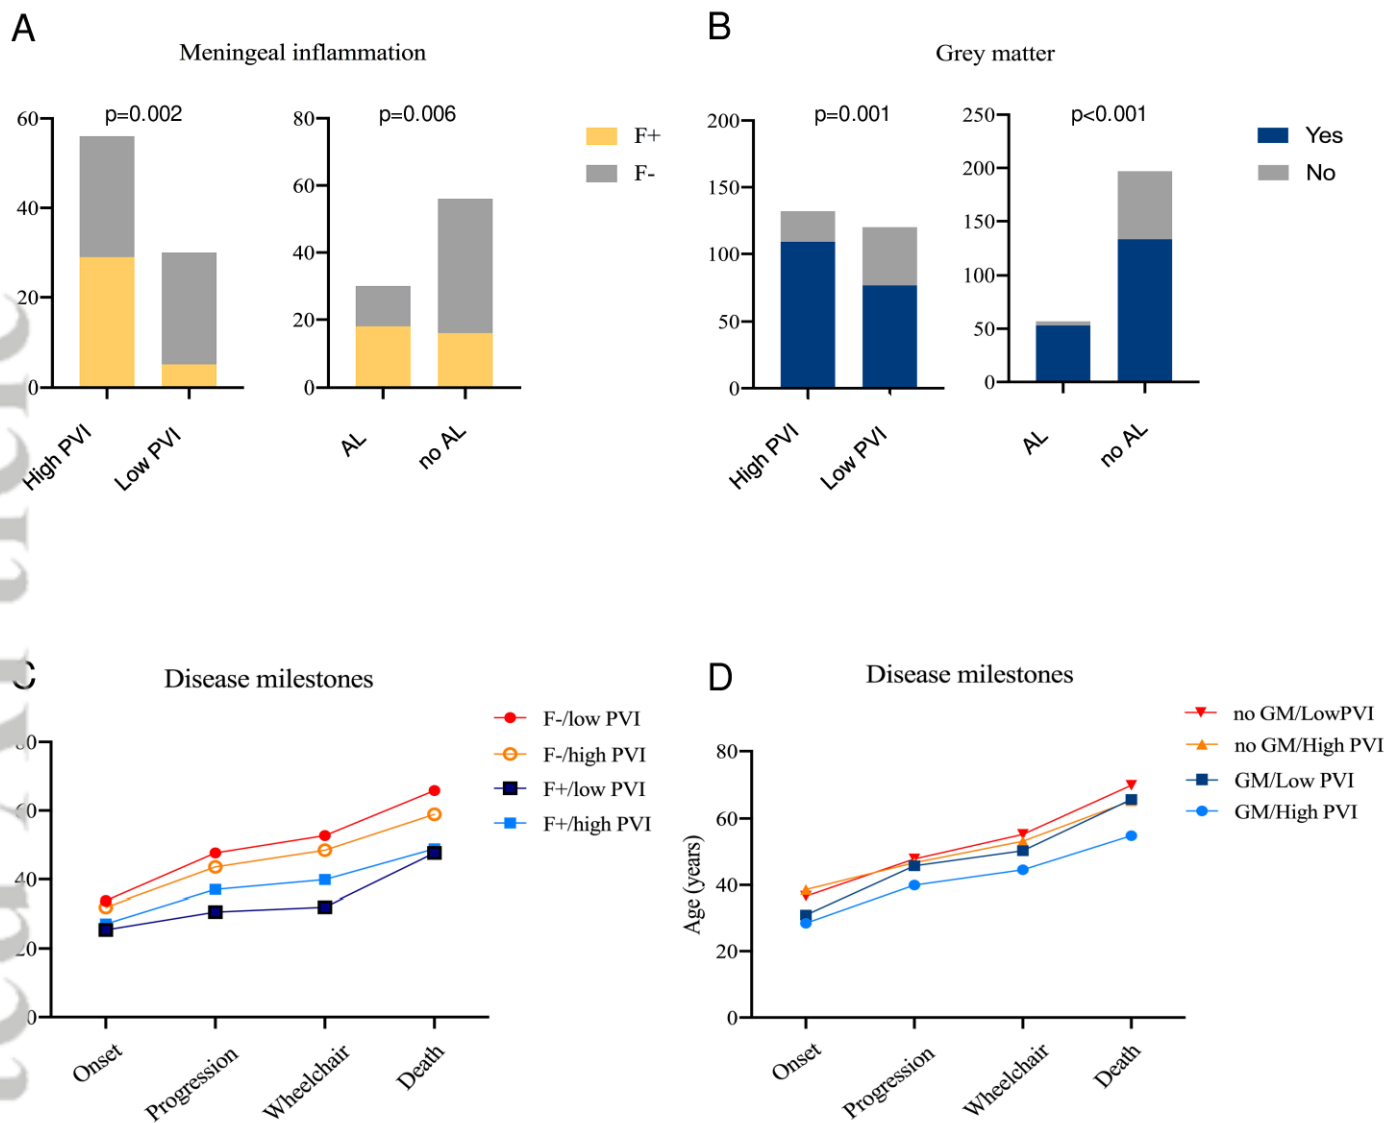 A
B
Meningeal inflammation
Grey matter
p=0.002
p=0.006
p=0.001
p<0.001
60
40
20
0
80
60
40
20
0
F+
F-
200
150
100
50
0
250
200
150
100
50
0
Yes
No
High PVI
Low PVI
AL
no AL
High PVI
Low PVI
AL
no AL
C
D
Disease milestones
Disease milestones
F-/low PVI
F-/high PVI
F+/low PVI
F+/high PVI
no GM/LowPVI
no GM/High PVI
GM/Low PVI
GM/High PVI
80
60
40
20
0
Age (years)
80
60
40
20
0
Onset
Progression
Wheelchair
Death
Onset
Progression
Wheelchair
Death